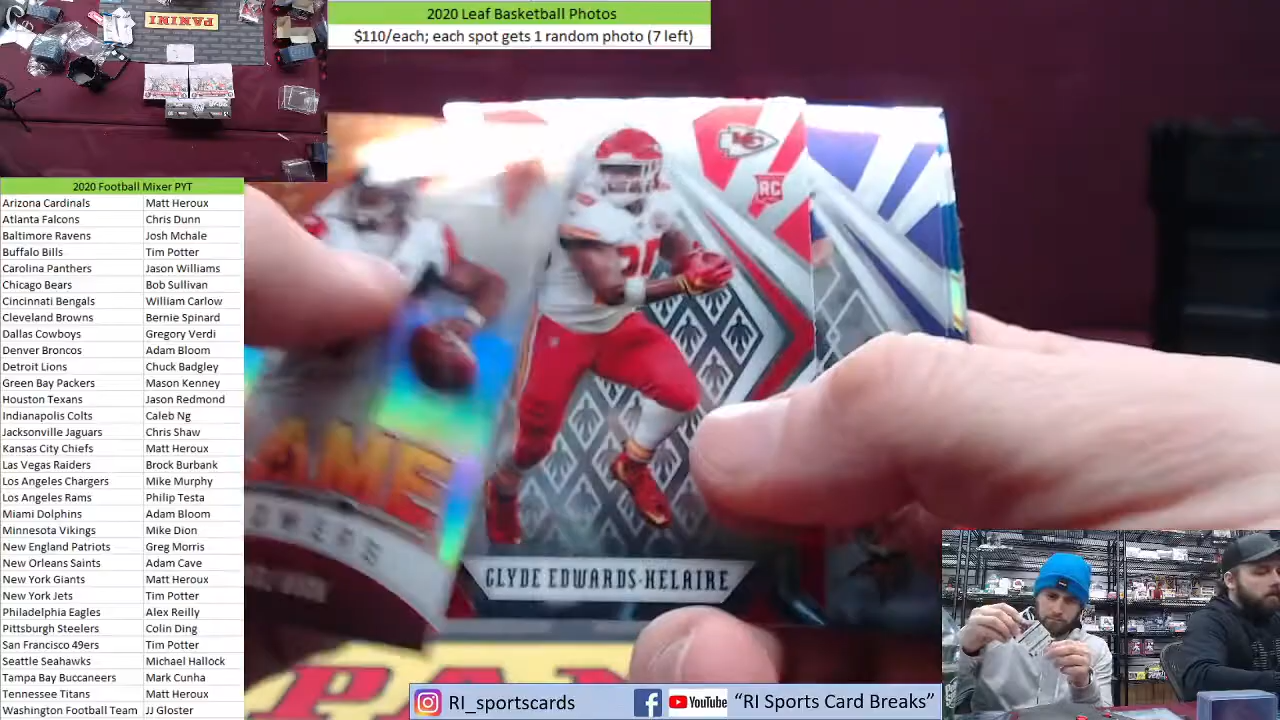 PANINI
2020 Leaf Basketball Photos
$110/each; each spot gets 1 random photo (7 left)
2020 Football Mixer PYT
Arizona Cardinals Matt Heroux
Atlanta Falcons Chris Dunn
Baltimore Ravens Josh Mchale
Buffalo Bills Tim Potter
Carolina Panthers Jason Williams
Chicago Bears Bob Sullivan
Cincinnati Bengals William Carlow
Cleveland Browns Bernie Spinard
Dallas Cowboys Gregory Verdi
Denver Broncos Adam Bloom
Detroit Lions Chuck Badgley
Green Bay Packers Mason Kenney
Houston Texans Jason Redmond
Indianapolis Colts Caleb Ng
Jacksonville Jaguars Chris Shaw
Kansas City Chiefs Matt Heroux
Las Vegas Raiders Brock Burbank
Los Angeles Chargers Mike Murphy
Los Angeles Rams Philip Testa
Miami Dolphins Adam Bloom
Minnesota Vikings Mike Dion
New England Patriots Greg Morris
New Orleans Saints Adam Cave
New York Giants Matt Heroux
New York Jets Tim Potter
Philadelphia Eagles Alex Reilly
Pittsburgh Steelers Colin Ding
San Francisco 49ers Tim Potter
Seattle Seahawks Michael Hallock
Tampa Bay Buccaneers Mark Cunha
Tennessee Titans Matt Heroux
Washington Football Team JJ Gloster
KC
RC
CLYDE EDWARDS-HELAIRE
RI_sportscards
YouTube
"RI Sports Card Breaks"